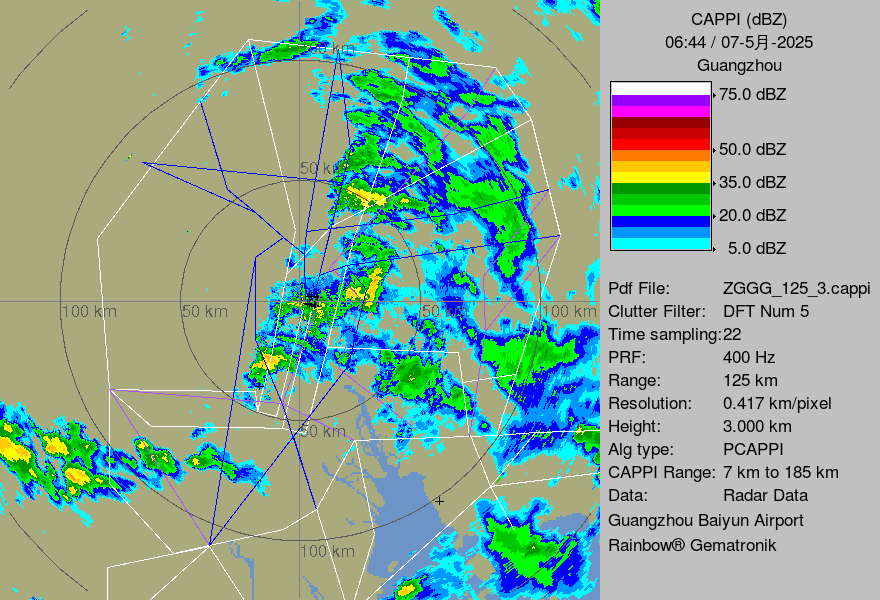 CAPPI (dBZ)
06:44 / 07-5月-2025
Guangzhou
75.0 dBZ
50.0 dBZ
35.0 dBZ
20.0 dBZ
5.0 dBZ
Pdf File: ZGGG_125_3.cappi
Clutter Filter: DFT Num 5
Time sampling:22
PRF: 400 Hz
Range: 125 km
Resolution: 0.417 km/pixel
Height: 3.000 km
Alg type: PCAPPI
CAPPI Range: 7 km to 185 km
Data: Radar Data
Guangzhou Baiyun Airport
Rainbow® Gematronik
50 km
100 km
50 km
50 km
100 km
50 km
100 km